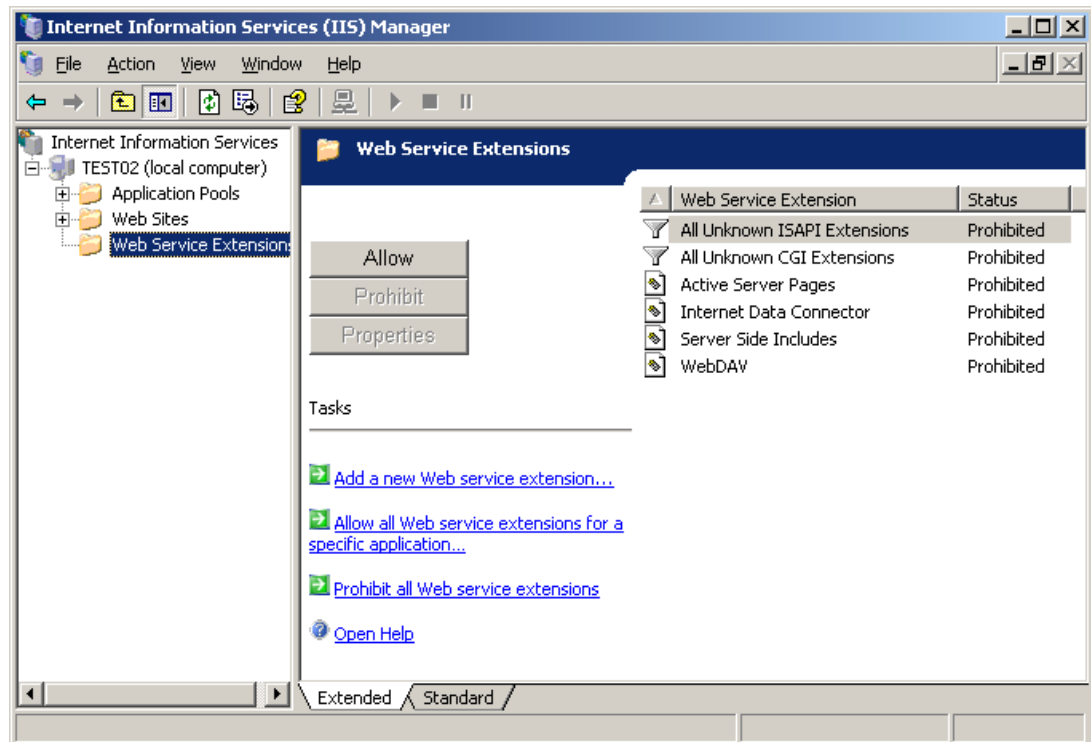 Internet Information Services (IIS) Manager
File Action View Window Help
Internet Information Services
TEST02 (local computer)
Application Pools
Web Sites
Web Service Extensions
Web Service Extensions
Allow
Prohibit
Properties
Tasks
Add a new Web service extension...
Allow all Web service extensions for a
specific application...
Prohibit all Web service extensions
Open Help
Web Service Extension Status
All Unknown ISAPI Extensions Prohibited
All Unknown CGI Extensions Prohibited
Active Server Pages Prohibited
Internet Data Connector Prohibited
Server Side Includes Prohibited
WebDAV Prohibited
Extended Standard